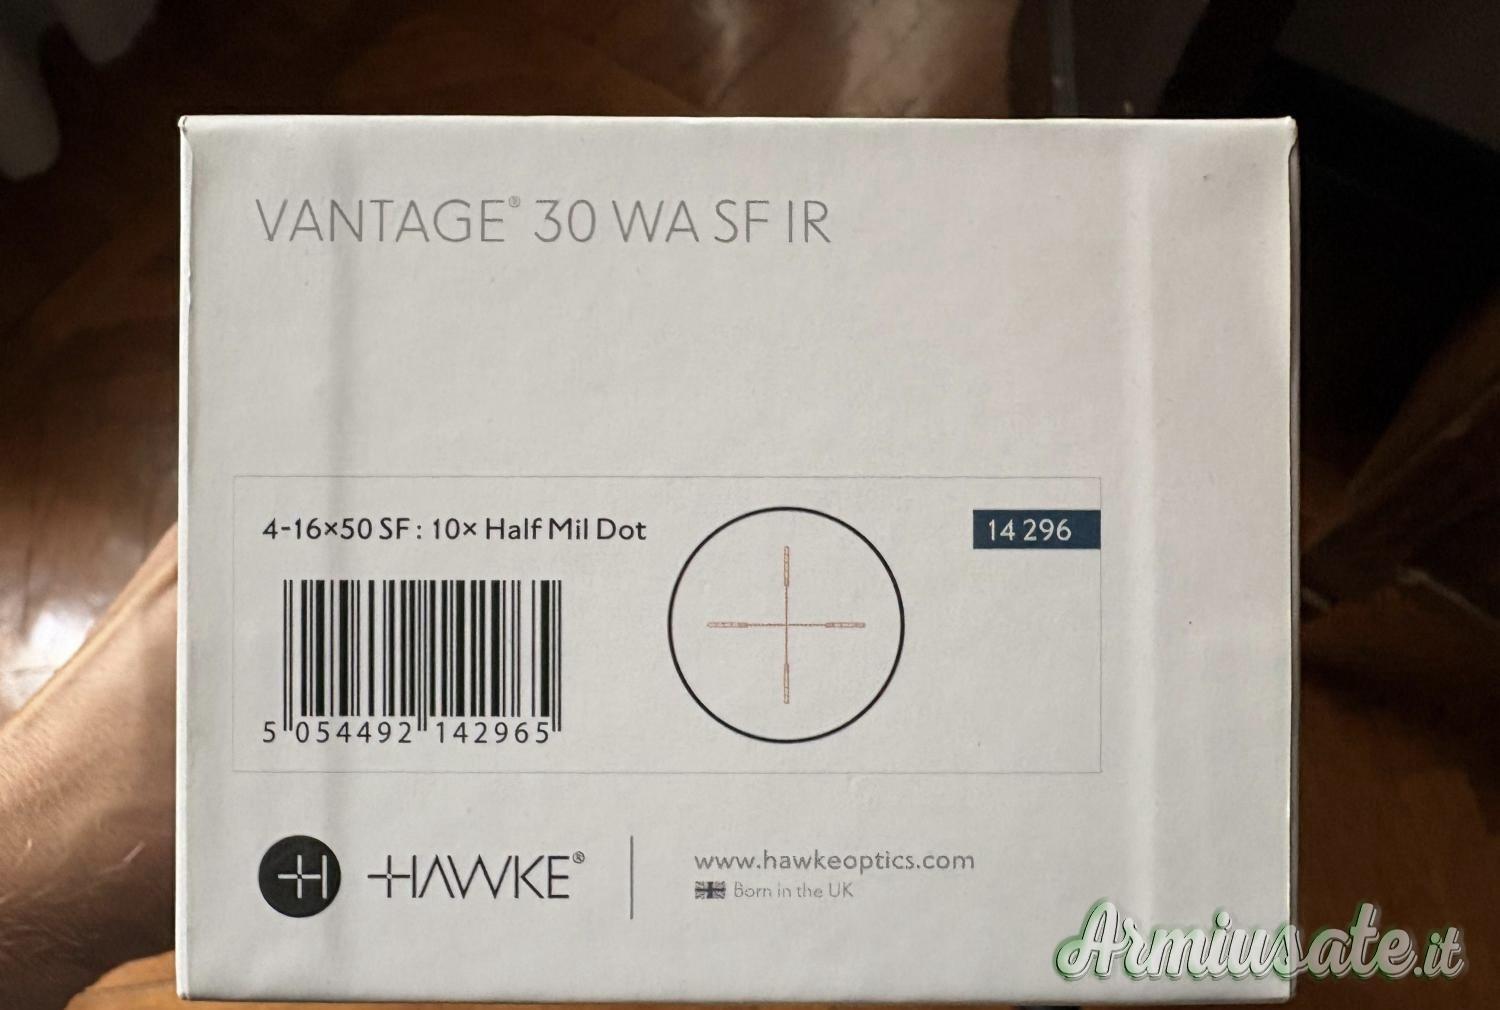 VANTAGE® 30 WA SF IR
4-16×50 SF : 10× Half Mil Dot
14 296
5 054492 142965
HAWKE®
www.hawkeoptics.com
Born in the UK
Armiusate.it